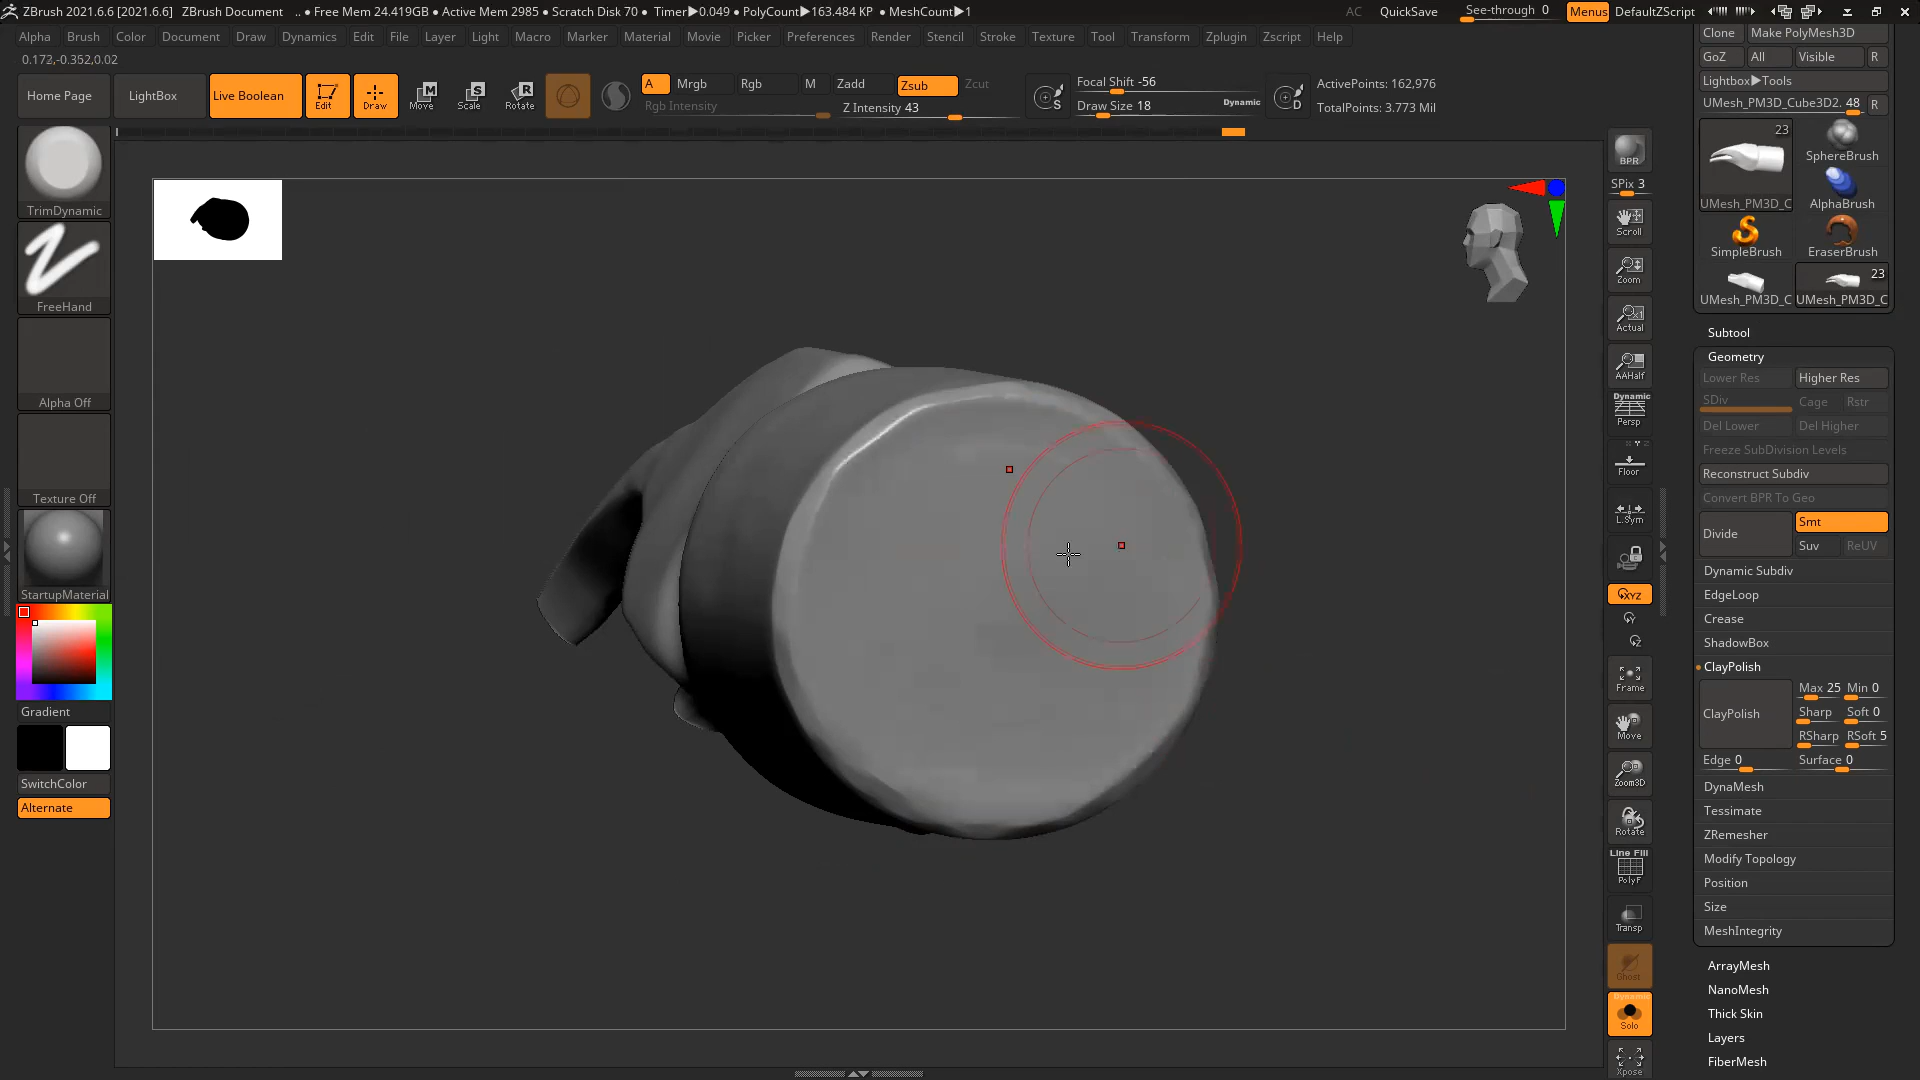 ZBrush 2021.6.6 [2021.6.6] ZBrush Document .. ● Free Mem 24.419GB ● Active Mem 2985 ● Scratch Disk 70 ● Timer▶0.049 ● PolyCount▶163.484 KP ● MeshCount▶1 AC QuickSave See-through 0 Menus DefaultZScript
Alpha Brush Color Document Draw Dynamics Edit File Layer Light Macro Marker Material Movie Picker Preferences Render Stencil Stroke Texture Tool Transform Zplugin Zscript Help
0.172,-0.352,0.02
Home Page LightBox Live Boolean Edit Draw Move Scale Rotate
M S R
A Mrgb Rgb M Zadd Zsub Zcut
Rgb Intensity Z Intensity 43
S Focal Shift -56
Draw Size 18 Dynamic
D ActivePoints: 162,976
TotalPoints: 3.773 Mil
TrimDynamic
FreeHand
Alpha Off
Texture Off
StartupMaterial
Gradient
SwitchColor
Alternate
BPR
SPix 3
Scroll
Zoom
Actual
AAHalf
Dynamic
Persp
Floor
L.Sym
XYZ
Y
Z
Frame
Move
Zoom3D
Rotate
Line Fill
PolyF
Transp
Ghost
Dynamic
Solo
Xpose
Clone Make PolyMesh3D
GoZ All Visible R
Lightbox▶Tools
UMesh_PM3D_Cube3D2. 48 R
23
UMesh_PM3D_C
SphereBrush
AlphaBrush
SimpleBrush EraserBrush
23
UMesh_PM3D_C UMesh_PM3D_C
Subtool
Geometry
Lower Res Higher Res
SDiv Cage Rstr
Del Lower Del Higher
Freeze SubDivision Levels
Reconstruct Subdiv
Convert BPR To Geo
Divide Smt
Suv ReUV
Dynamic Subdiv
EdgeLoop
Crease
ShadowBox
ClayPolish
ClayPolish Max 25 Min 0
Sharp Soft 0
RSharp RSoft 5
Edge 0 Surface 0
DynaMesh
Tessimate
ZRemesher
Modify Topology
Position
Size
MeshIntegrity
ArrayMesh
NanoMesh
Thick Skin
Layers
FiberMesh